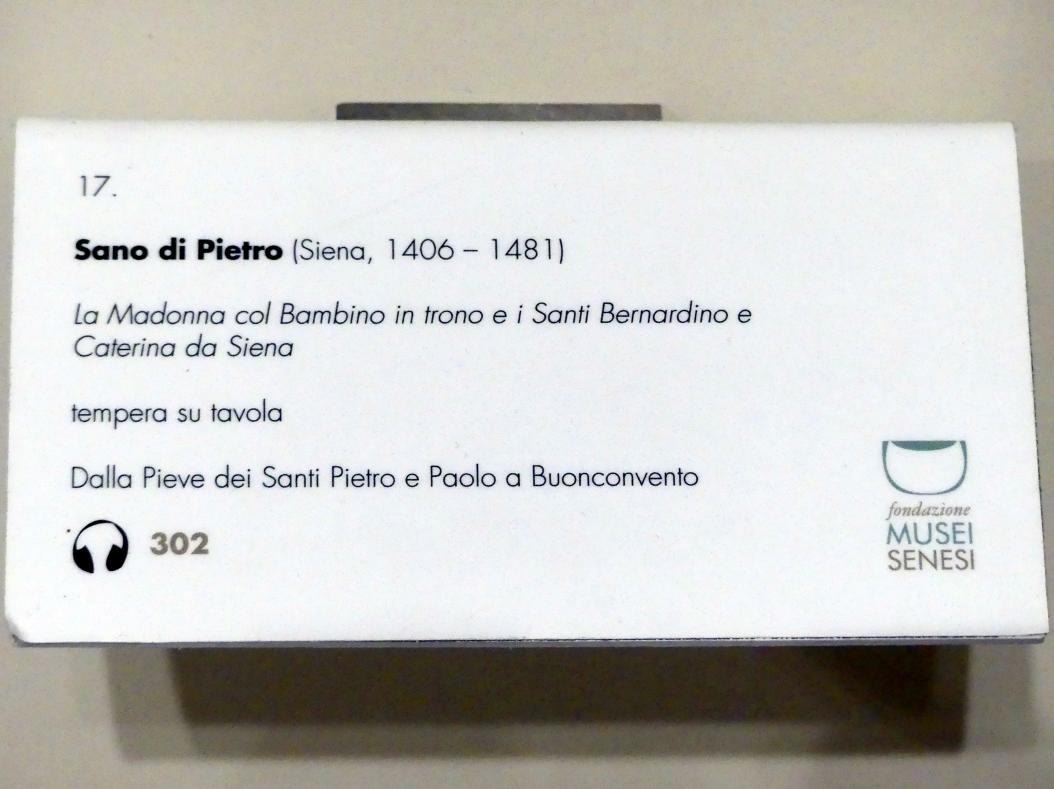 17.
Sano di Pietro (Siena, 1406 – 1481)
La Madonna col Bambino in trono e i Santi Bernardino e
Caterina da Siena
tempera su tavola
Dalla Pieve dei Santi Pietro e Paolo a Buonconvento
302
fondazione
MUSEI
SENESI